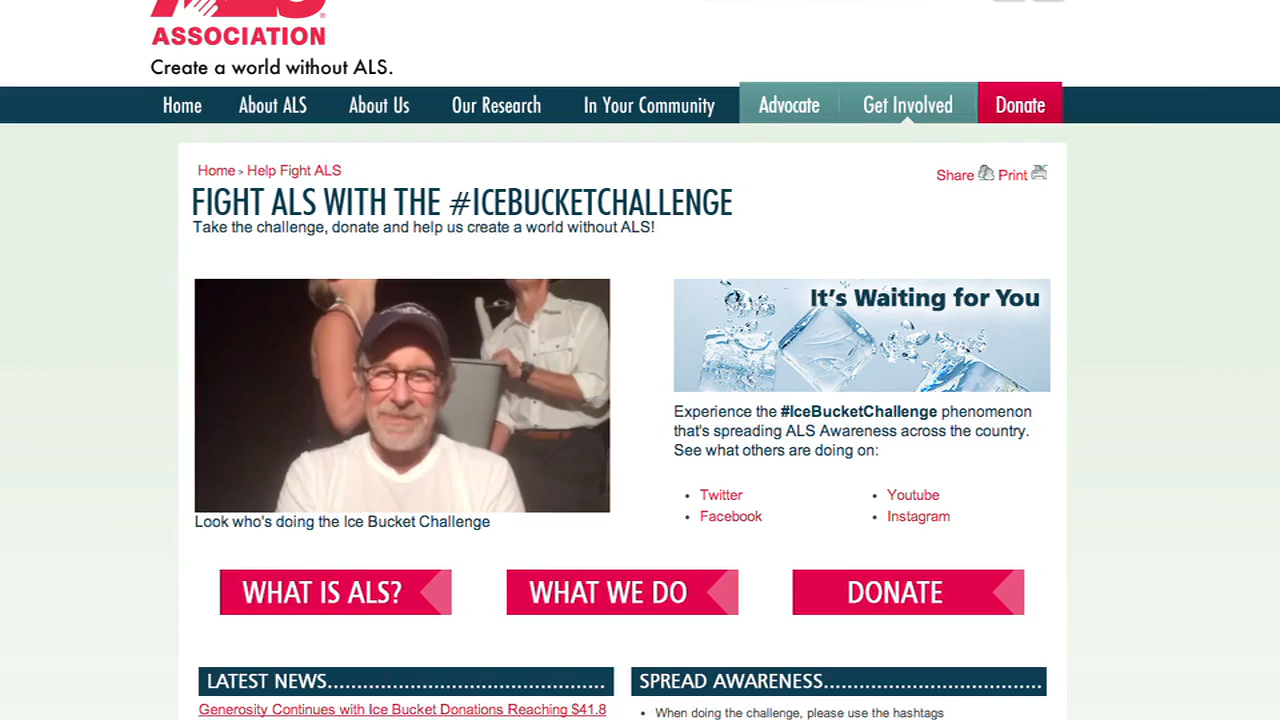 ASSOCIATION
Create a world without ALS.
Home About ALS About Us Our Research In Your Community Advocate Get Involved Donate
Home > Help Fight ALS
Share Print
FIGHT ALS WITH THE #ICEBUCKETCHALLENGE
Take the challenge, donate and help us create a world without ALS!
It's Waiting for You
Experience the #IceBucketChallenge phenomenon
that's spreading ALS Awareness across the country.
See what others are doing on:
• Twitter
• Facebook
• Youtube
• Instagram
Look who's doing the Ice Bucket Challenge
WHAT IS ALS?
WHAT WE DO
DONATE
LATEST NEWS
Generosity Continues with Ice Bucket Donations Reaching $41.8
SPREAD AWARENESS
• When doing the challenge, please use the hashtags